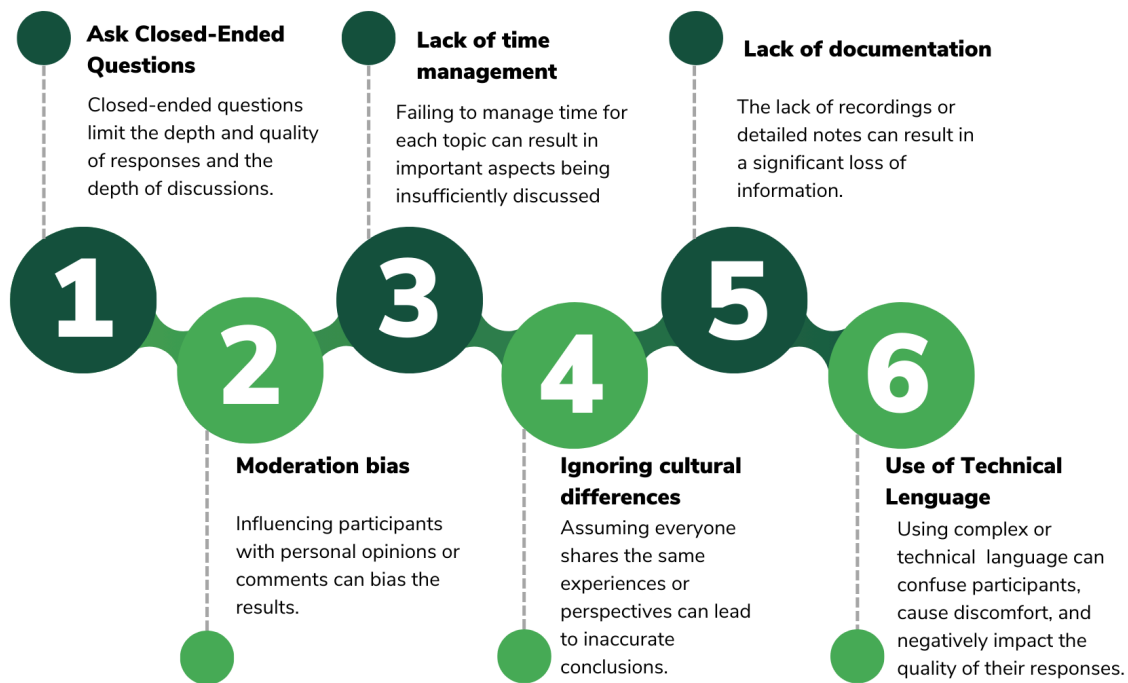 1
Ask Closed-Ended
Questions
Closed-ended questions
limit the depth and quality
of responses and the
depth of discussions.
2
Moderation bias
Influencing participants
with personal opinions or
comments can bias the
results.
3
Lack of time
management
Failing to manage time for
each topic can result in
important aspects being
insufficiently discussed
4
Ignoring cultural
differences
Assuming everyone
shares the same
experiences or
perspectives can lead
to inaccurate
conclusions.
5
Lack of documentation
The lack of recordings or
detailed notes can result in
a significant loss of
information.
6
Use of Technical
Lenguage
Using complex or
technical  language can
confuse participants,
cause discomfort, and
negatively impact the
quality of their responses.